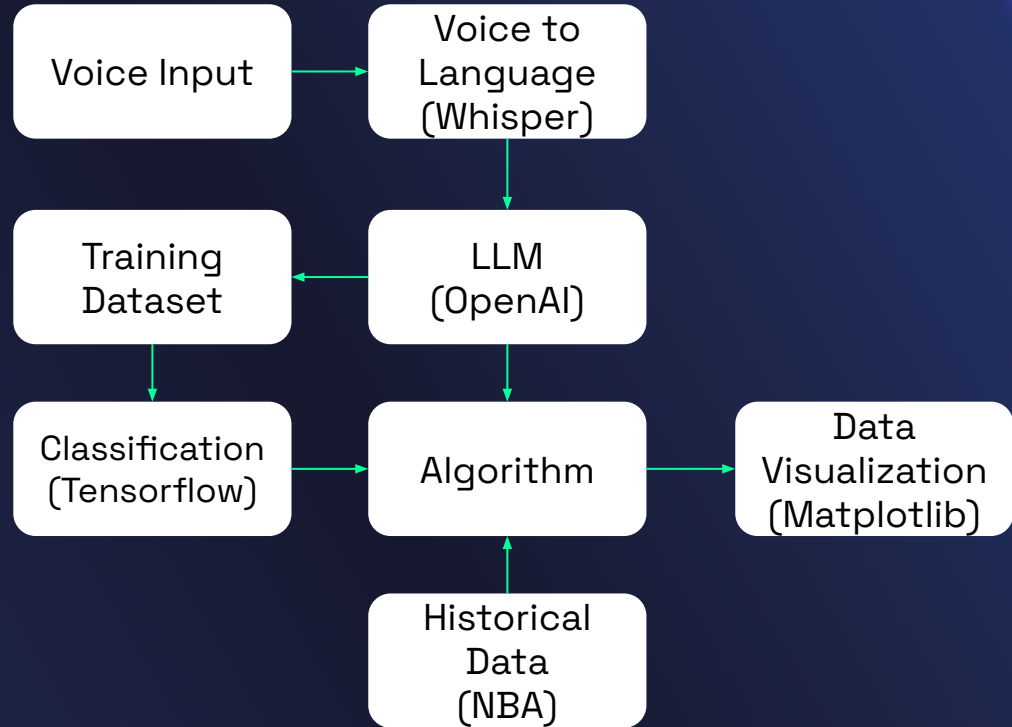 Voice Input
Voice to
Language
(Whisper)
Training
Dataset
LLM
(OpenAI)
Classification
(Tensorflow)
Algorithm
Data
Visualization
(Matplotlib)
Historical
Data
(NBA)